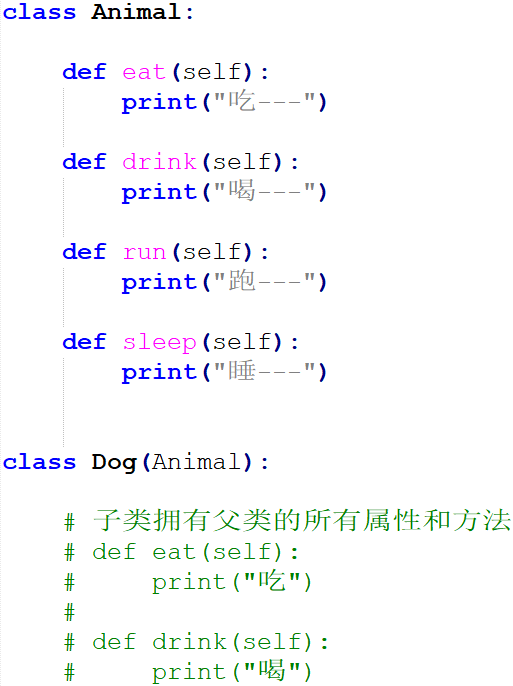 class Animal:
    def eat(self):
        print("吃---")
    def drink(self):
        print("喝---")
    def run(self):
        print("跑---")
    def sleep(self):
        print("睡---")
class Dog(Animal):
    # 子类拥有父类的所有属性和方法
    # def eat(self):
    #     print("吃")
    #
    # def drink(self):
    #     print("喝")